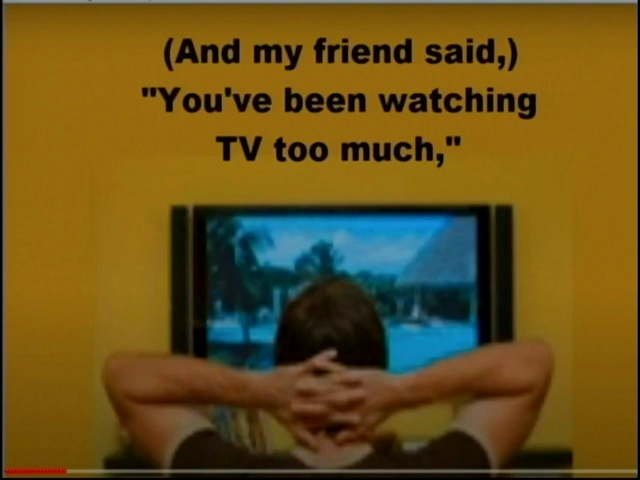 (And my friend said,)
"You've been watching
TV too much,"